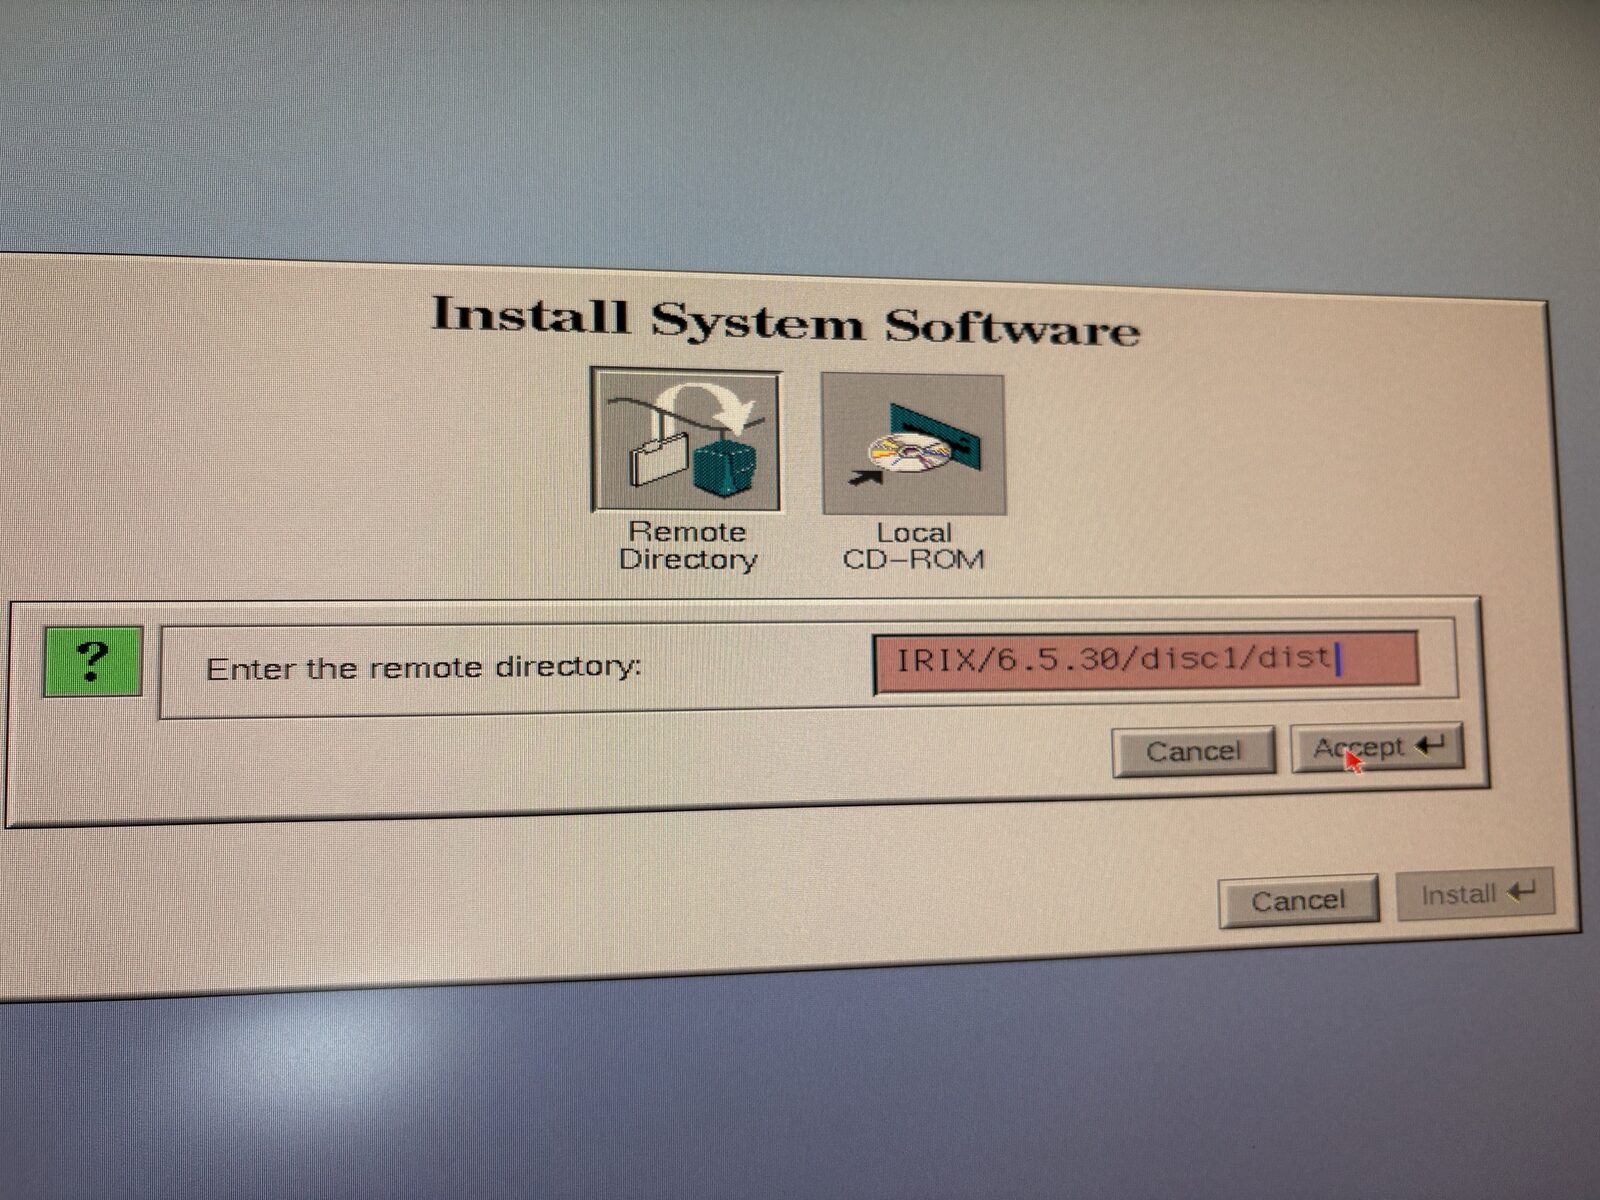 Install System Software
Remote
Directory
Local
CD-ROM
?
Enter the remote directory:
IRIX/6.5.30/disc1/dist
Cancel
Accept
Cancel
Install